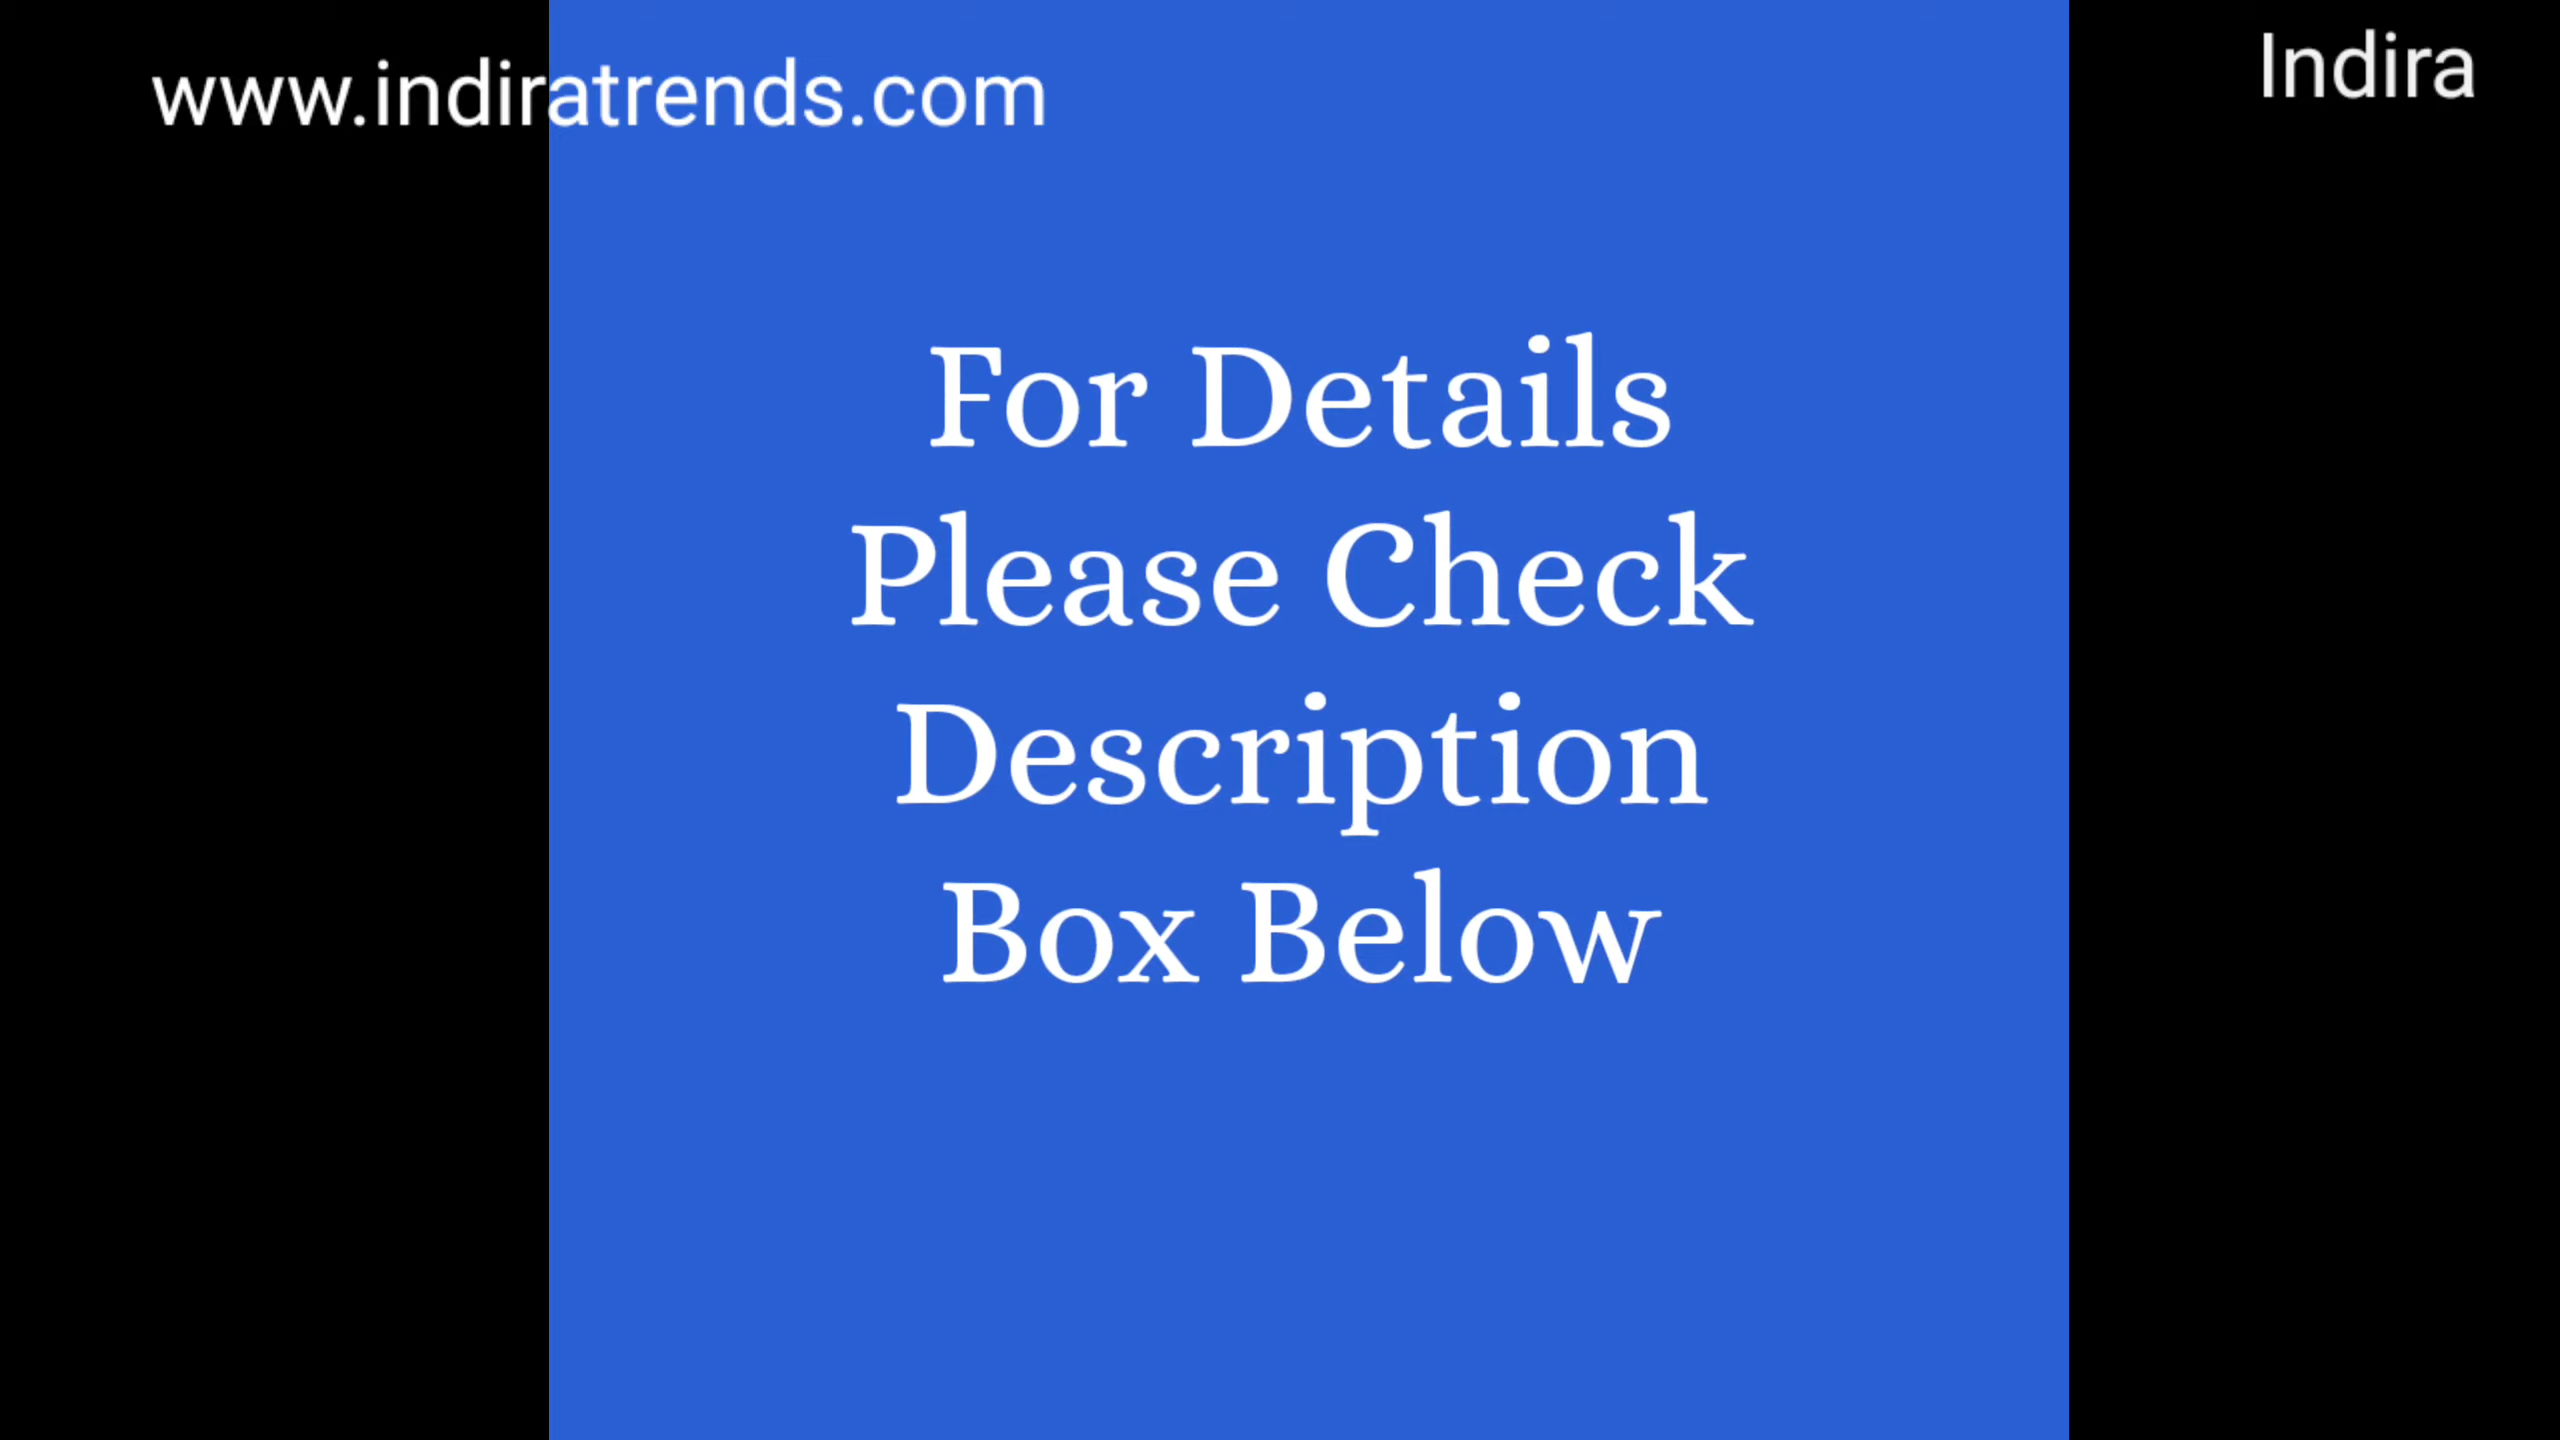 www.indiratrends.com
Indira
For Details
Please Check
Description
Box Below